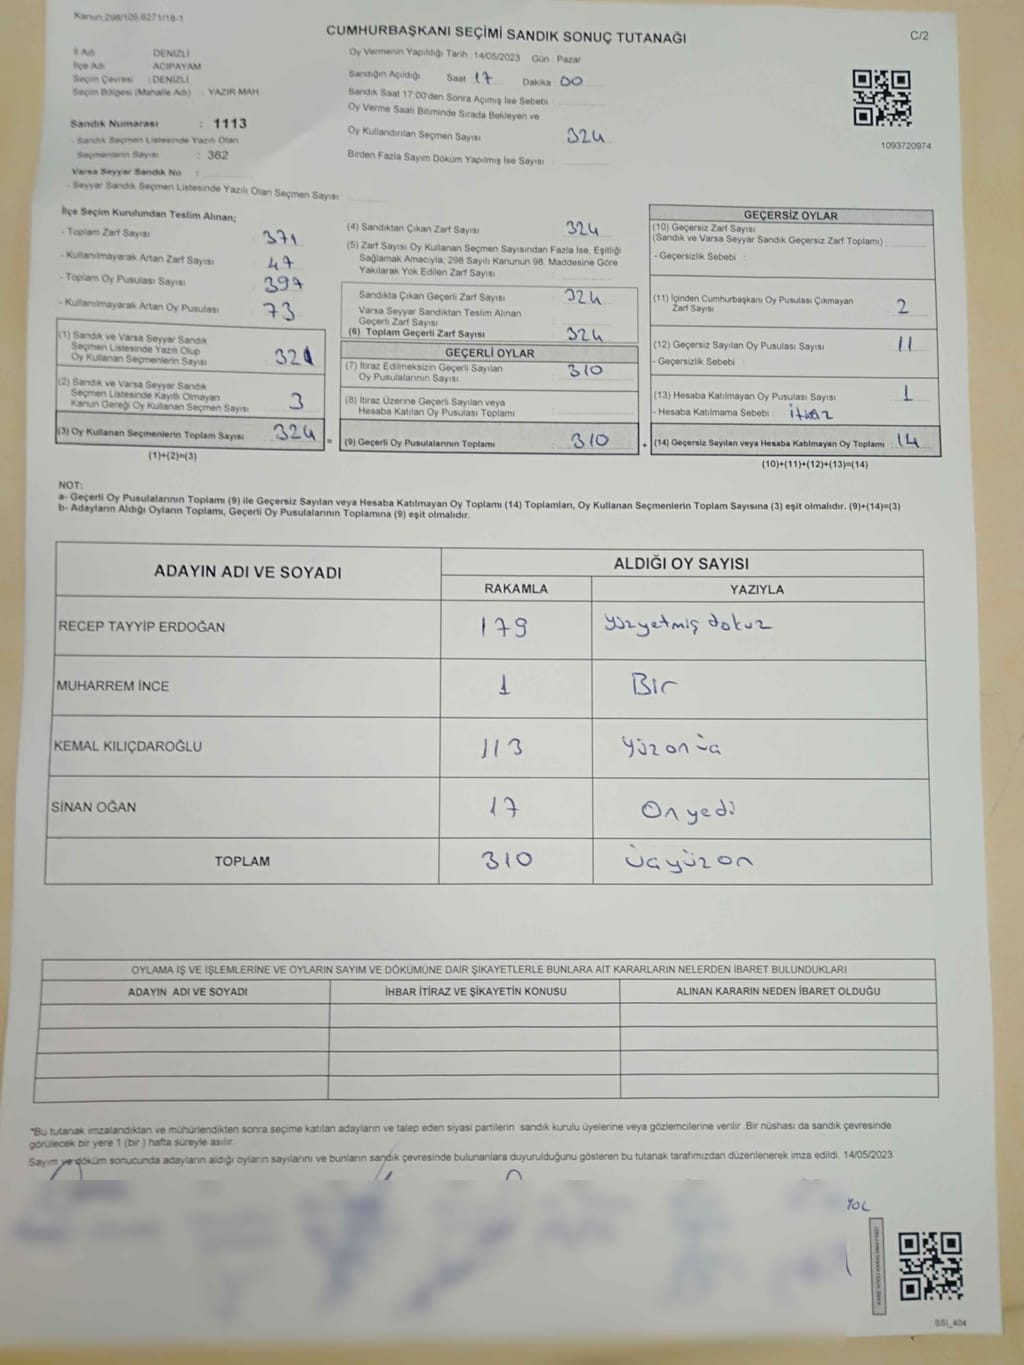 Kanun 298/105,6271/18-1
CUMHURBAŞKANI SEÇİMİ SANDIK SONUÇ TUTANAĞI
C/2
İl Adı DENİZLİ
İlçe Adı ACIPAYAM
Seçim Çevresi : DENİZLİ
Seçim Bölgesi (Mahalle Adı) : YAZIR MAH
Sandık Numarası : 1113
- Sandık Seçmen Listesinde Yazılı Olan
Seçmenlerin Sayısı : 362
Varsa Seyyar Sandık No :
- Seyyar Sandık Seçmen Listesinde Yazılı Olan Seçmen Sayısı
Oy Vermenin Yapıldığı Tarih : 14/05/2023 Gün : Pazar
Sandığın Açıldığı Saat 17 Dakika 00
Sandık Saat 17:00'den Sonra Açımış İse Sebebi
Oy Verme Saati Bitiminde Sırada Bekleyen ve
Oy Kullandırılan Seçmen Sayısı 324
Birden Fazla Sayım Döküm Yapılmış İse Sayısı
1093720974
İlçe Seçim Kurulundan Teslim Alınan;
- Toplam Zarf Sayısı 371
- Kullanılmayarak Artan Zarf Sayısı 47
- Toplam Oy Pusulası Sayısı 397
- Kullanılmayarak Artan Oy Pusulası 73
(1) Sandık ve Varsa Seyyar Sandık
Seçmen Listesinde Yazılı Olup
Oy Kullanan Seçmenlerin Sayısı 321
(2) Sandık ve Varsa Seyyar Sandık
Seçmen Listesinde Kayıtlı Olmayan
Kanun Gereği Oy Kullanan Seçmen Sayısı 3
(3) Oy Kullanan Seçmenlerin Toplam Sayısı 324
(1)+(2)=(3)
(4) Sandıktan Çıkan Zarf Sayısı 324
(5) Zarf Sayısı Oy Kullanan Seçmen Sayısından Fazla İse, Eşitliği
Sağlamak Amacıyla, 298 Sayılı Kanunun 98. Maddesine Göre
Yakılarak Yok Edilen Zarf Sayısı
Sandıkta Çıkan Geçerli Zarf Sayısı 324
Varsa Seyyar Sandıktan Teslim Alınan
Geçerli Zarf Sayısı
(6) Toplam Geçerli Zarf Sayısı 324
GEÇERLİ OYLAR
(7) İtiraz Edilmeksizin Geçerli Sayılan
Oy Pusulalarının Sayısı 310
(8) İtiraz Üzerine Geçerli Sayılan veya
Hesaba Katılan Oy Pusulası Toplamı
= (9) Geçerli Oy Pusulalarının Toplamı 310 +
GEÇERSİZ OYLAR
(10) Geçersiz Zarf Sayısı
(Sandık ve Varsa Seyyar Sandık Geçersiz Zarf Toplamı)
- Geçersizlik Sebebi :
(11) İçinden Cumhurbaşkanı Oy Pusulası Çıkmayan
Zarf Sayısı 2
(12) Geçersiz Sayılan Oy Pusulası Sayısı 11
- Geçersizlik Sebebi
(13) Hesaba Katılmayan Oy Pusulası Sayısı 1
- Hesaba Katılmama Sebebi : itiraz
(14) Geçersiz Sayılan veya Hesaba Katılmayan Oy Toplamı : 14
(10)+(11)+(12)+(13)=(14)
NOT:
a- Geçerli Oy Pusulalarının Toplamı (9) ile Geçersiz Sayılan veya Hesaba Katılmayan Oy Toplamı (14) Toplamları, Oy Kullanan Seçmenlerin Toplam Sayısına (3) eşit olmalıdır. (9)+(14)=(3)
b- Adayların Aldığı Oyların Toplamı, Geçerli Oy Pusulalarının Toplamına (9) eşit olmalıdır.
ADAYIN ADI VE SOYADI
ALDIĞI OY SAYISI
RAKAMLA YAZIYLA
RECEP TAYYİP ERDOĞAN 179 yüzyetmiş dokuz
MUHARREM İNCE 1 Bir
KEMAL KILIÇDAROĞLU 113 yüzonüç
SİNAN OĞAN 17 Onyedi
TOPLAM 310 üçyüzon
OYLAMA İŞ VE İŞLEMLERİNE VE OYLARIN SAYIM VE DÖKÜMÜNE DAİR ŞİKAYETLERLE BUNLARA AİT KARARLARIN NELERDEN İBARET BULUNDUKLARI
ADAYIN ADI VE SOYADI İHBAR İTİRAZ VE ŞİKAYETİN KONUSU ALINAN KARARIN NEDEN İBARET OLDUĞU
*Bu tutanak imzalandıktan ve mühürlendikten sonra seçime katılan adayların ve talep eden siyasi partilerin sandık kurulu üyelerine veya gözlemcilerine verilir .Bir nüshası da sandık çevresinde
görülecek bir yere 1 (bir ) hafta süreyle asılır.
Sayım ve döküm sonucunda adayların aldığı oyların sayılarını ve bunların sandık çevresinde bulunanlara duyurulduğunu gösteren bu tutanak tarafımızdan düzenlenerek imza edildi. 14/05/2023
YOL
SSI_404